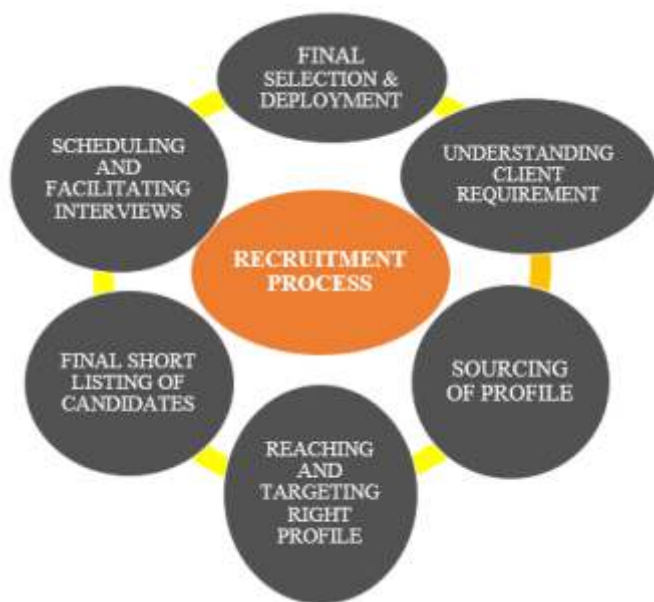 FINAL
SELECTION &
DEPLOYMENT
UNDERSTANDING
CLIENT
REQUIREMENT
SOURCING
OF PROFILE
REACHING
AND
TARGETING
RIGHT
PROFILE
FINAL SHORT
LISTING OF
CANDIDATES
SCHEDULING
AND
FACILITATING
INTERVIEWS
RECRUITMENT
PROCESS